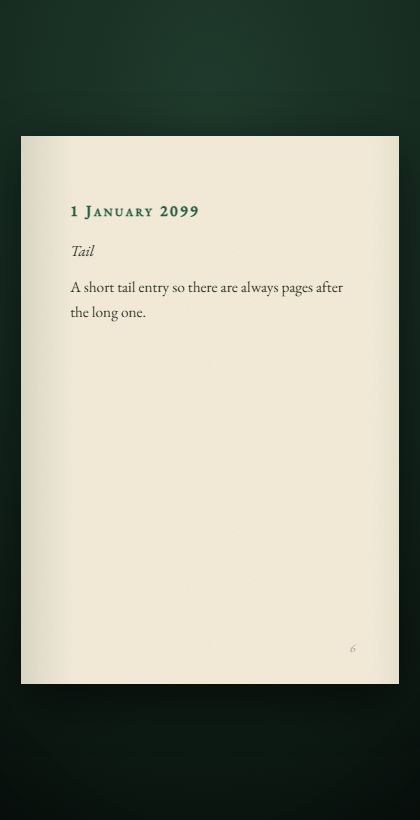 1 January 2099
Tail
A short tail entry so there are always pages after
the long one.
6